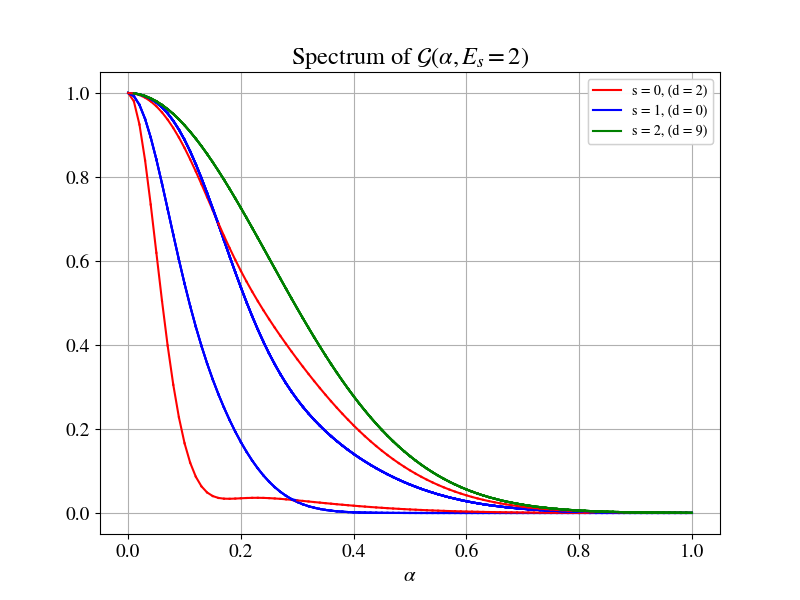 Spectrum of 𝒢(α, E_s = 2)
s = 0, (d = 2)
s = 1, (d = 0)
s = 2, (d = 9)
1.0
0.8
0.6
0.4
0.2
0.0
0.0 0.2 0.4 0.6 0.8 1.0
α